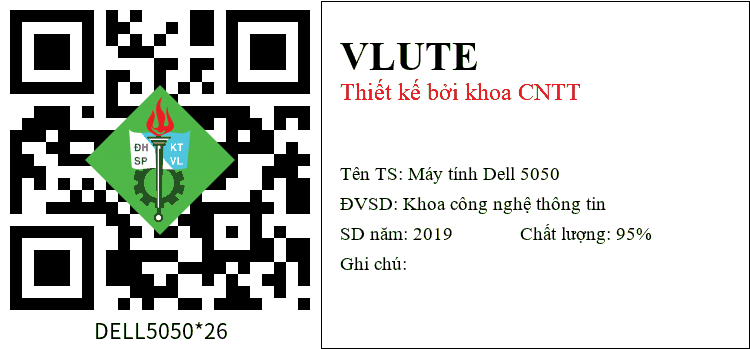 ĐH KT
SP VL
DELL5050*26
VLUTE
Thiết kế bởi khoa CNTT
Tên TS: Máy tính Dell 5050
ĐVSD: Khoa công nghệ thông tin
SD năm: 2019 Chất lượng: 95%
Ghi chú: